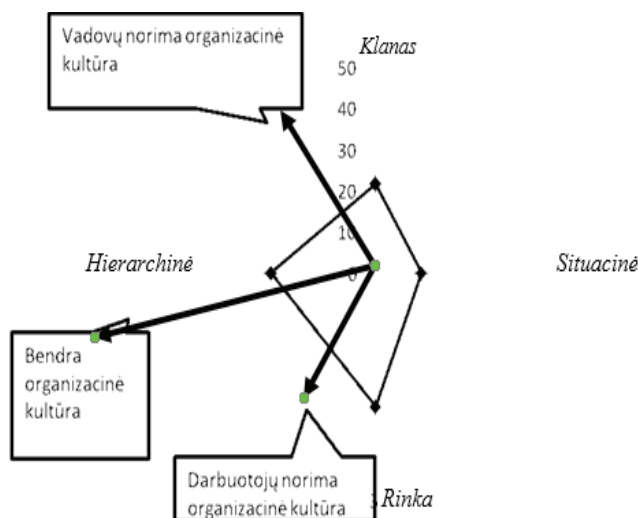 Vadovų norima organizacinė
kultūra
Klanas
50
40
30
20
10
0
Hierarchinė
Situacinė
Bendra
organizacinė
kultūra
Darbuotojų norima
organizacinė kultūra
Rinka